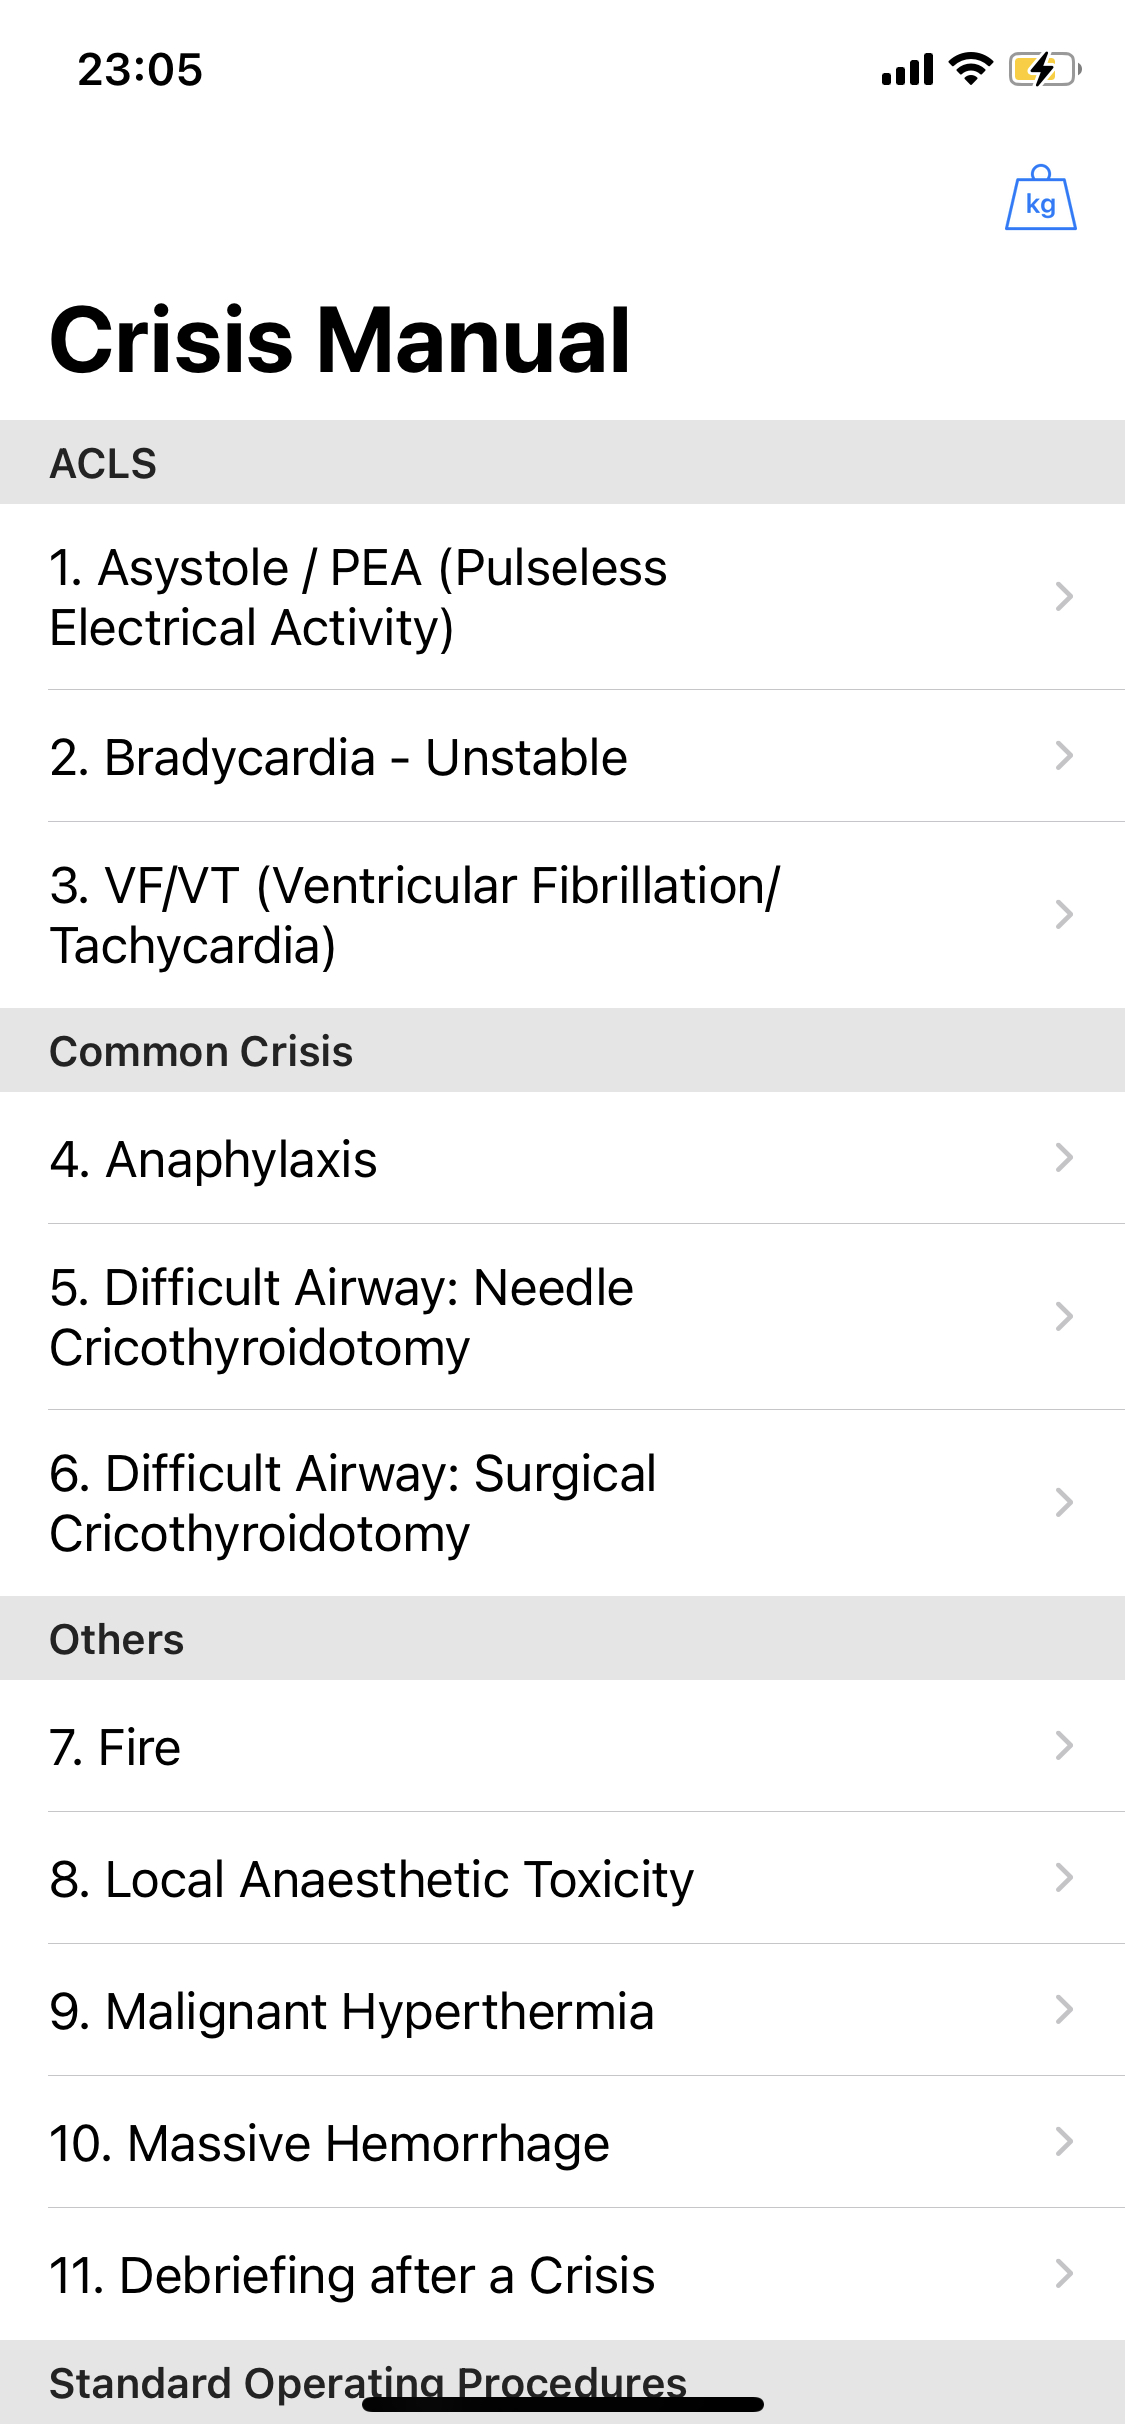 23:05
kg
Crisis Manual
ACLS
1. Asystole / PEA (Pulseless
Electrical Activity)
2. Bradycardia - Unstable
3. VF/VT (Ventricular Fibrillation/
Tachycardia)
Common Crisis
4. Anaphylaxis
5. Difficult Airway: Needle
Cricothyroidotomy
6. Difficult Airway: Surgical
Cricothyroidotomy
Others
7. Fire
8. Local Anaesthetic Toxicity
9. Malignant Hyperthermia
10. Massive Hemorrhage
11. Debriefing after a Crisis
Standard Operating Procedures